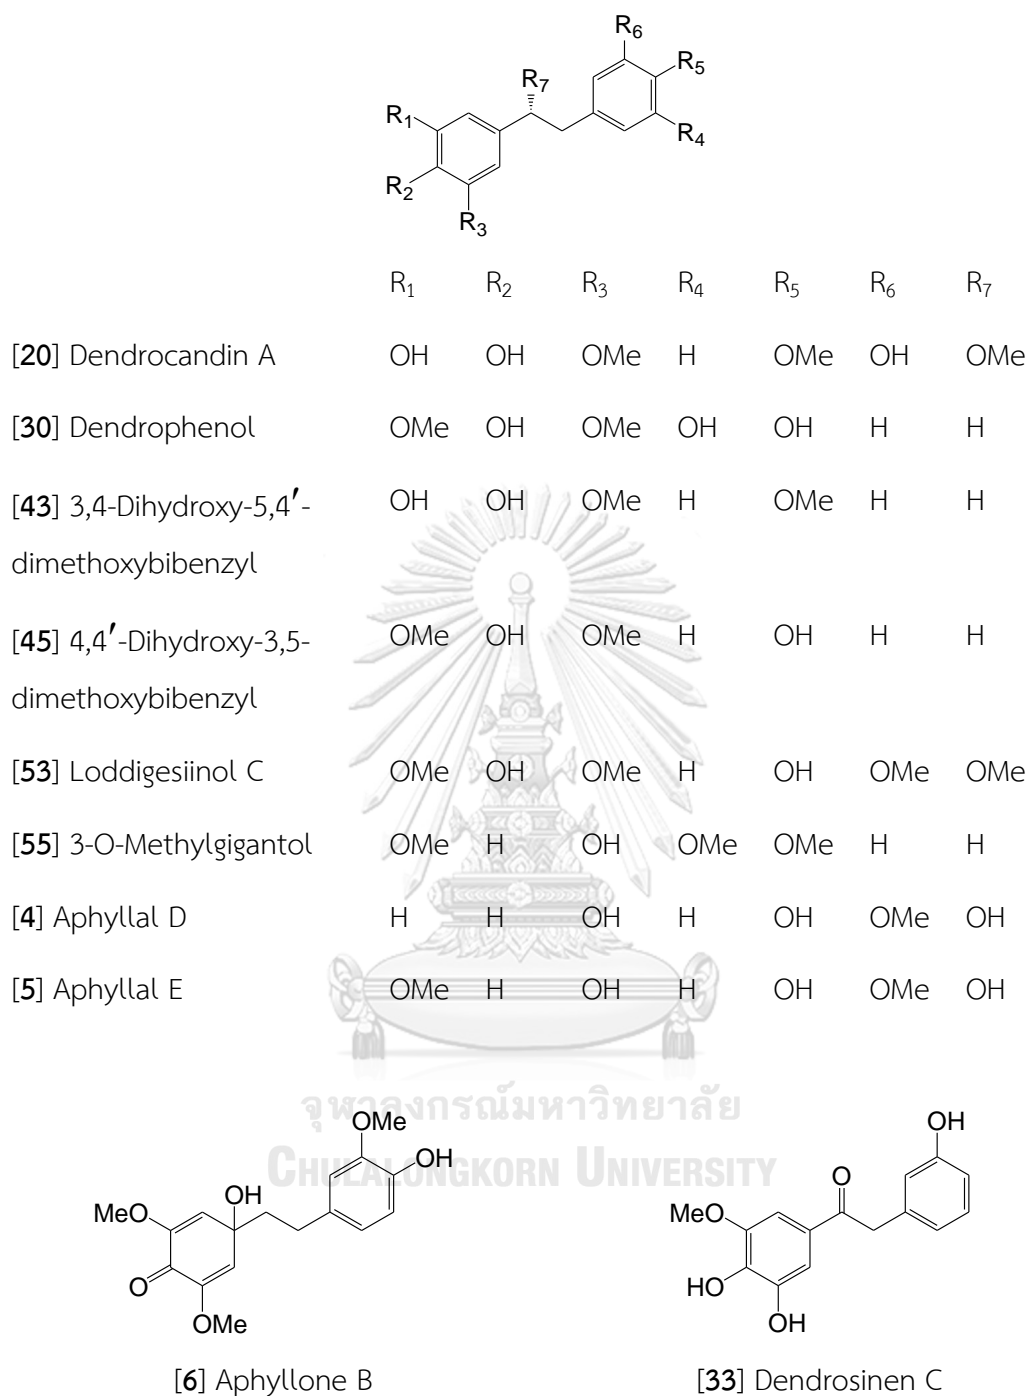 R6
R5
R7
R1
R4
R2
R3
R1 R2 R3 R4 R5 R6 R7
[20] Dendrocandin A OH OH OMe H OMe OH OMe
[30] Dendrophenol OMe OH OMe OH OH H H
[43] 3,4-Dihydroxy-5,4′- OH OH OMe H OMe H H
dimethoxybibenzyl
[45] 4,4′-Dihydroxy-3,5- OMe OH OMe H OH H H
dimethoxybibenzyl
[53] Loddigesiinol C OMe OH OMe H OH OMe OMe
[55] 3-O-Methylgigantol OMe H OH OMe OMe H H
[4] Aphyllal D H H OH H OH OMe OH
[5] Aphyllal E OMe H OH H OH OMe OH
จุฬาลงกรณ์มหาวิทยาลัย
CHULALONGKORN UNIVERSITY
OMe
OH
OH
MeO
O
OMe
OH
O
MeO
HO
OH
[6] Aphyllone B [33] Dendrosinen C